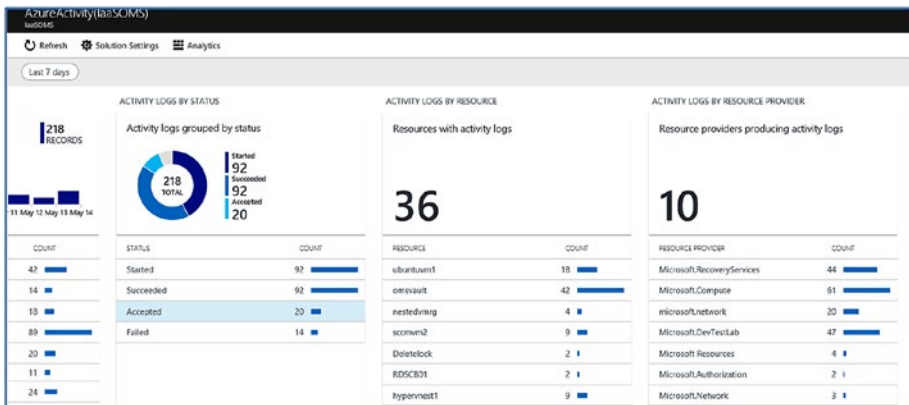 AzureActivity(IaaSOMS)
IaaSOMS
Refresh Solution Settings Analytics
Last 7 days
218
RECORDS
11 May 12 May 13 May 14
COUNT
42
14
18
89
20
11
24
ACTIVITY LOGS BY STATUS
Activity logs grouped by status
218
TOTAL
Started
92
Succeeded
92
Accepted
20
STATUS COUNT
Started 92
Succeeded 92
Accepted 20
Failed 14
ACTIVITY LOGS BY RESOURCE
Resources with activity logs
36
RESOURCE COUNT
ubuntuvm1 18
omsvault 42
nestedvmrg 4
sccmvm2 9
Deletelock 2
RDSCB01 2
hypervnest1 9
ACTIVITY LOGS BY RESOURCE PROVIDER
Resource providers producing activity logs
10
RESOURCE PROVIDER COUNT
Microsoft.RecoveryServices 44
Microsoft.Compute 61
microsoft.network 20
Microsoft.DevTestLab 47
Microsoft.Resources 4
Microsoft.Authorization 2
Microsoft.Network 3